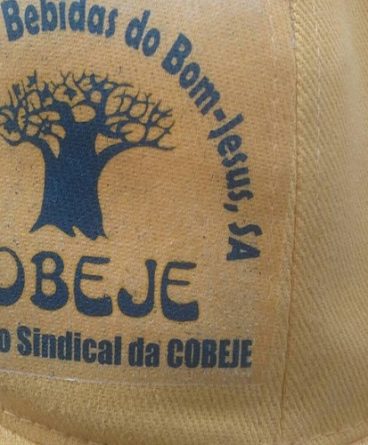 Bebidas do Bom-Jesus, SA
OBEJE
o Sindical da COBEJE